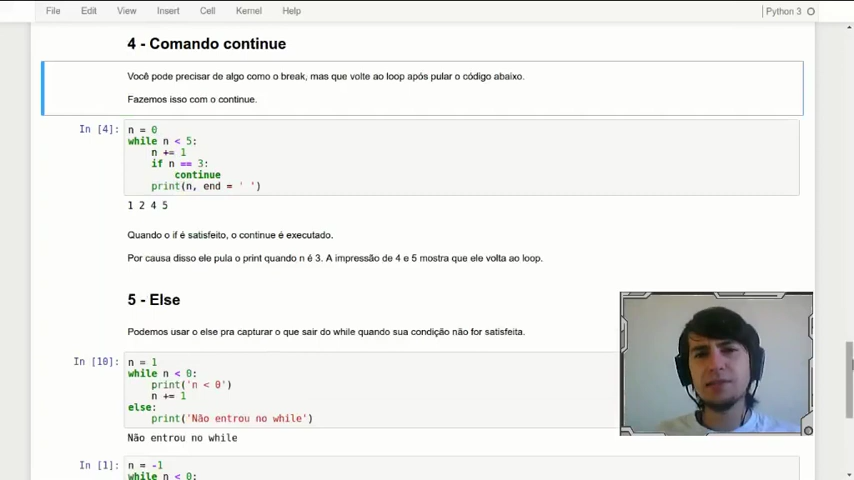 File Edit View Insert Cell Kernel Help Python 3
4 - Comando continue
Você pode precisar de algo como o break, mas que volte ao loop após pular o código abaixo.
Fazemos isso com o continue.
In [4]: n = 0
while n < 5:
n += 1
if n == 3:
continue
print(n, end = ' ')
1 2 4 5
Quando o if é satisfeito, o continue é executado.
Por causa disso ele pula o print quando n é 3. A impressão de 4 e 5 mostra que ele volta ao loop.
5 - Else
Podemos usar o else pra capturar o que sair do while quando sua condição não for satisfeita.
In [10]: n = 1
while n < 0:
print('n < 0')
n += 1
else:
print('Não entrou no while')
Não entrou no while
In [1]: n = -1
while n < 0: